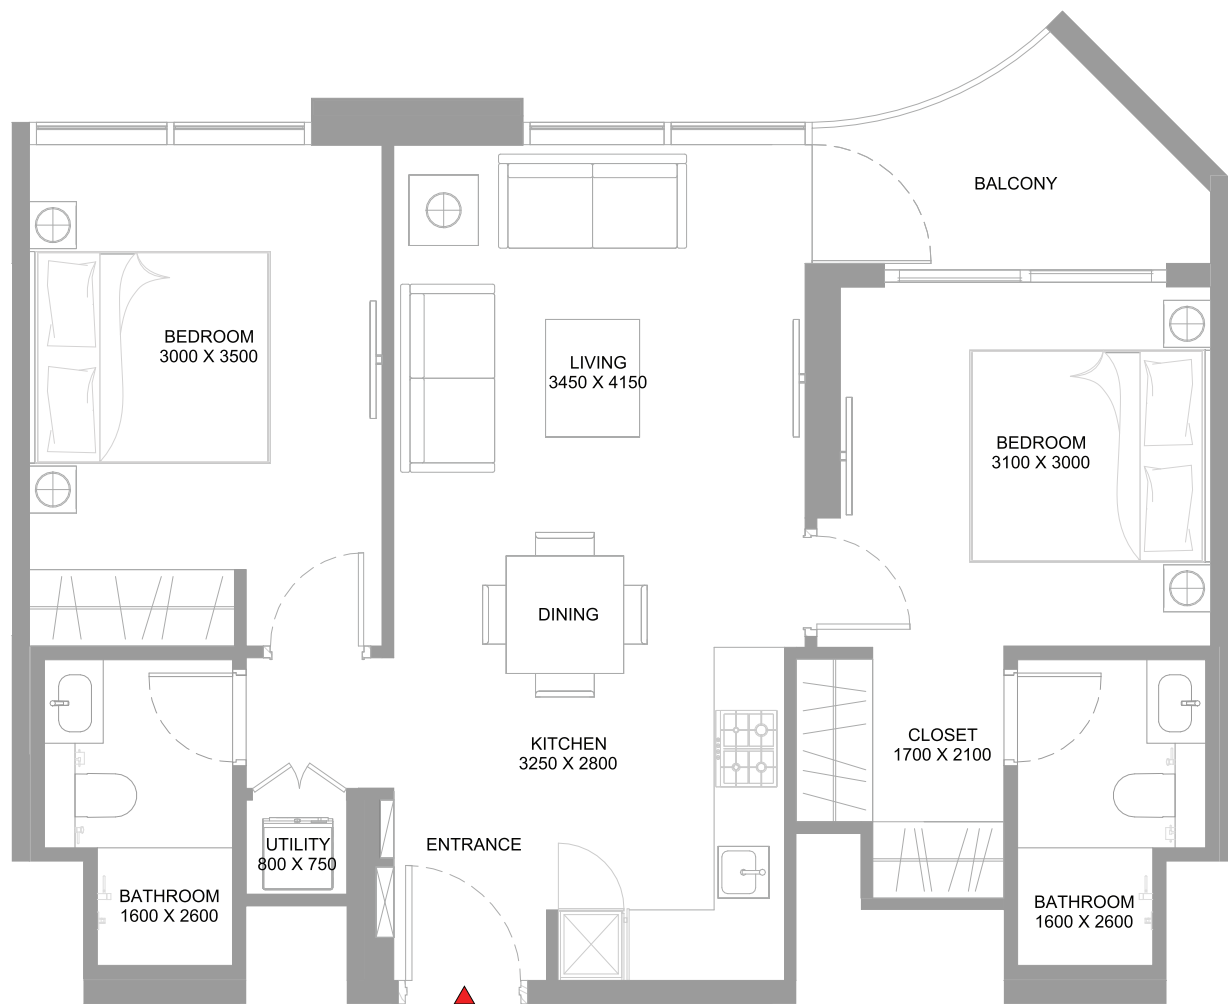 BALCONY
BEDROOM
3000 X 3500
LIVING
3450 X 4150
BEDROOM
3100 X 3000
DINING
KITCHEN
3250 X 2800
CLOSET
1700 X 2100
ENTRANCE
UTILITY
800 X 750
BATHROOM
1600 X 2600
BATHROOM
1600 X 2600